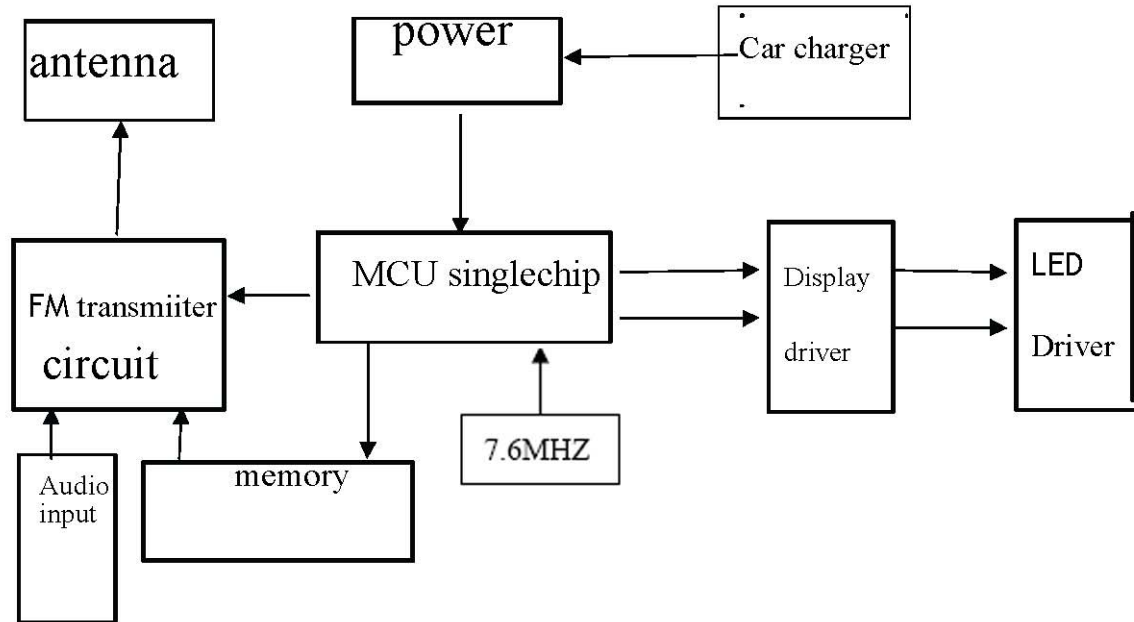 antenna
power
Car charger
FM transmiiter
circuit
MCU singlechip
Display
driver
LED
Driver
7.6MHZ
Audio
input
memory